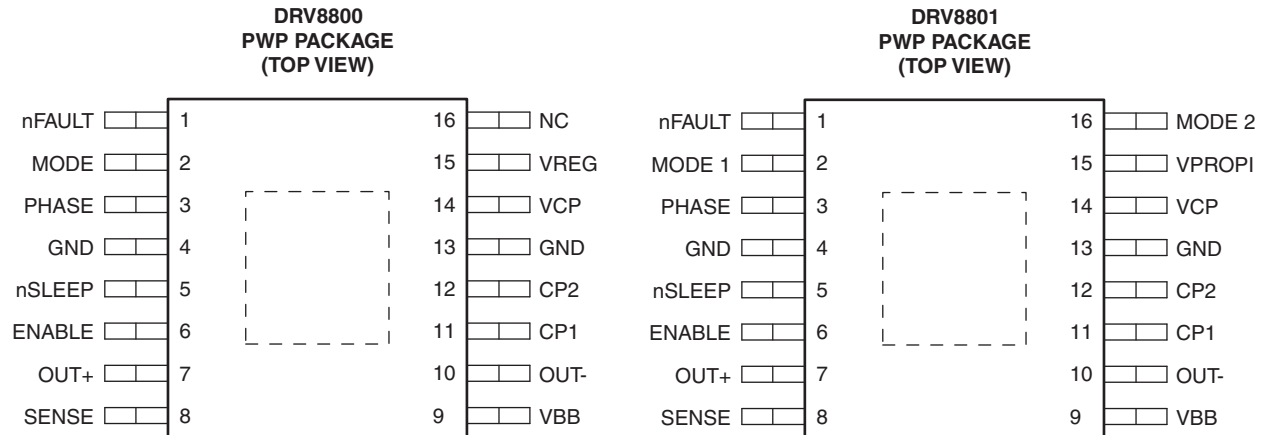 DRV8800
PWP PACKAGE
(TOP VIEW)
nFAULT 1 16 NC
MODE 2 15 VREG
PHASE 3 14 VCP
GND 4 13 GND
nSLEEP 5 12 CP2
ENABLE 6 11 CP1
OUT+ 7 10 OUT-
SENSE 8 9 VBB
DRV8801
PWP PACKAGE
(TOP VIEW)
nFAULT 1 16 MODE 2
MODE 1 2 15 VPROPI
PHASE 3 14 VCP
GND 4 13 GND
nSLEEP 5 12 CP2
ENABLE 6 11 CP1
OUT+ 7 10 OUT-
SENSE 8 9 VBB